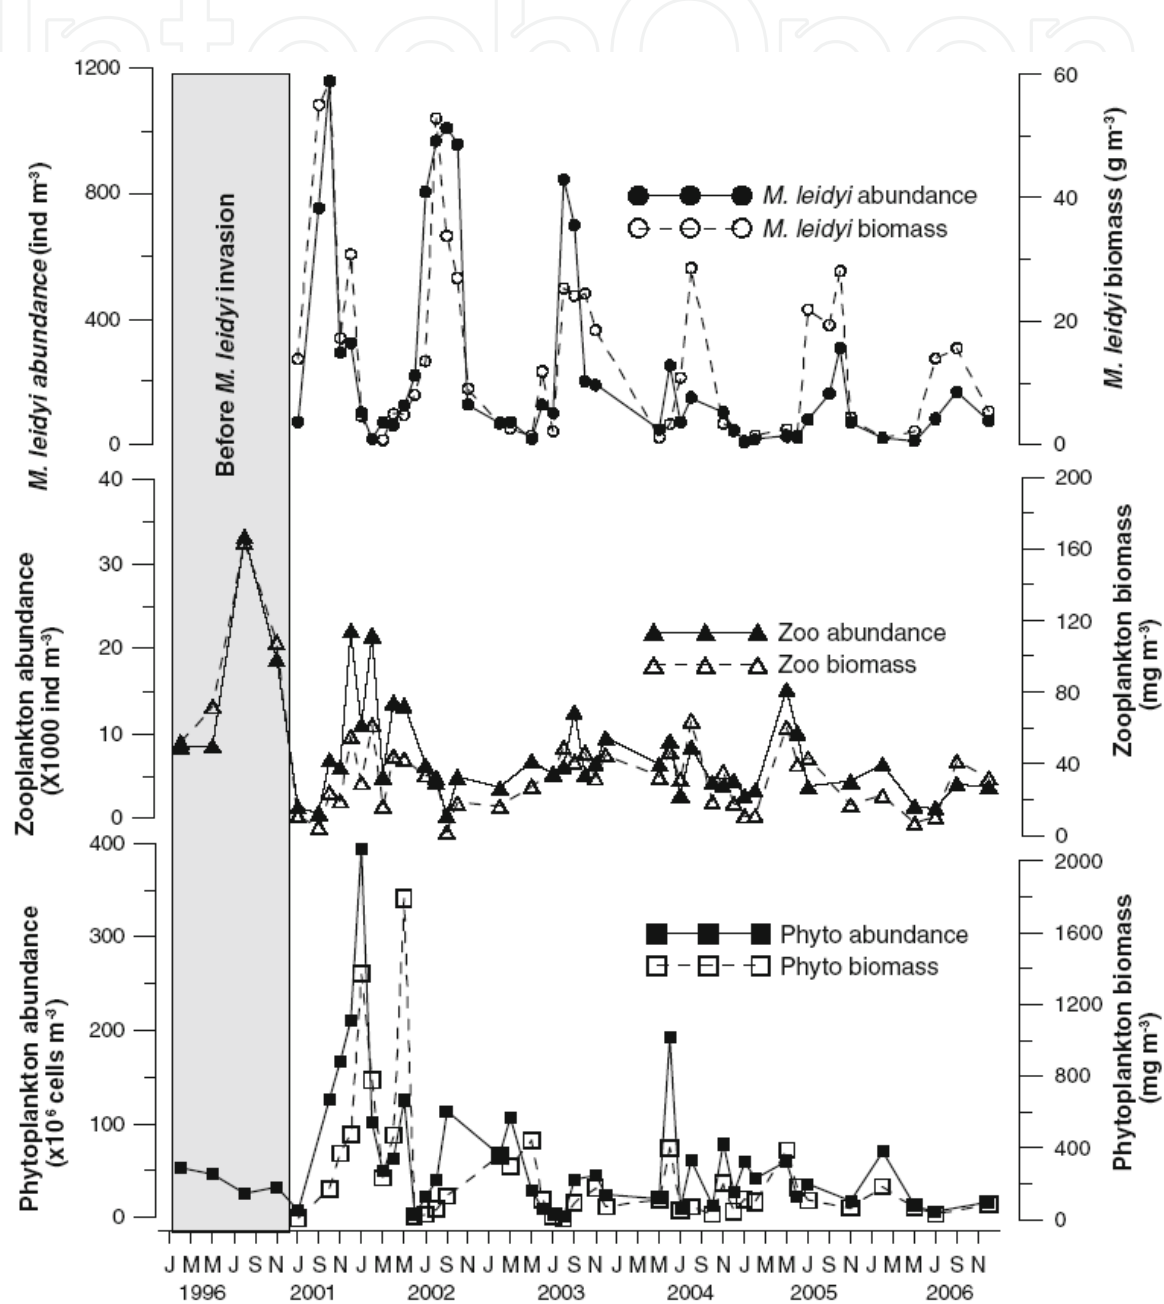 IntechOpen
1200
800
400
0
M. leidyi abundance (ind m⁻³)
Before M. leidyi invasion
M. leidyi abundance
M. leidyi biomass
60
40
20
0
M. leidyi biomass (g m⁻³)
40
30
20
10
0
Zooplankton abundance
(X1000 ind m⁻³)
Zoo abundance
Zoo biomass
200
160
120
80
40
0
Zooplankton biomass
(mg m⁻³)
400
300
200
100
0
Phytoplankton abundance
(x10⁶ cells m⁻³)
Phyto abundance
Phyto biomass
2000
1600
1200
800
400
0
Phytoplankton biomass
(mg m⁻³)
J M M J S N J S N J M M J S N J M M J S N J M M J S N J M M J S N
1996 2001 2002 2003 2004 2005 2006